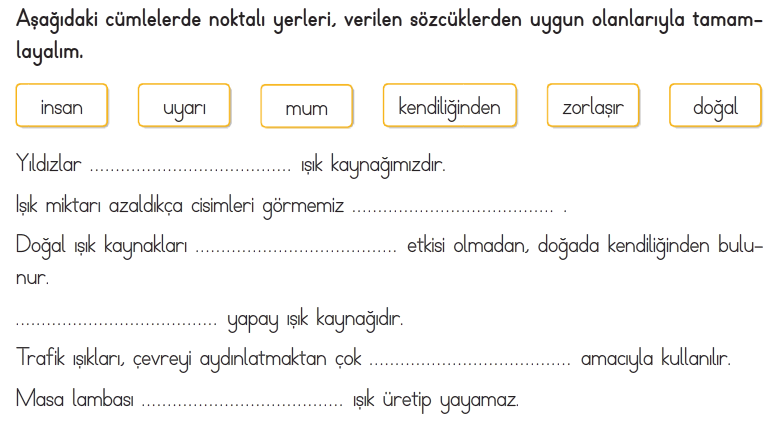 Aşağıdaki cümlelerde noktalı yerleri, verilen sözcüklerden uygun olanlarıyla tamam-
layalım.
insan uyarı mum kendiliğinden zorlaşır doğal
Yıldızlar ....................................... ışık kaynağımızdır.
Işık miktarı azaldıkça cisimleri görmemiz ....................................... .
Doğal ışık kaynakları ....................................... etkisi olmadan, doğada kendiliğinden bulu-
nur.
....................................... yapay ışık kaynağıdır.
Trafik ışıkları, çevreyi aydınlatmaktan çok ....................................... amacıyla kullanılır.
Masa lambası ....................................... ışık üretip yayamaz.